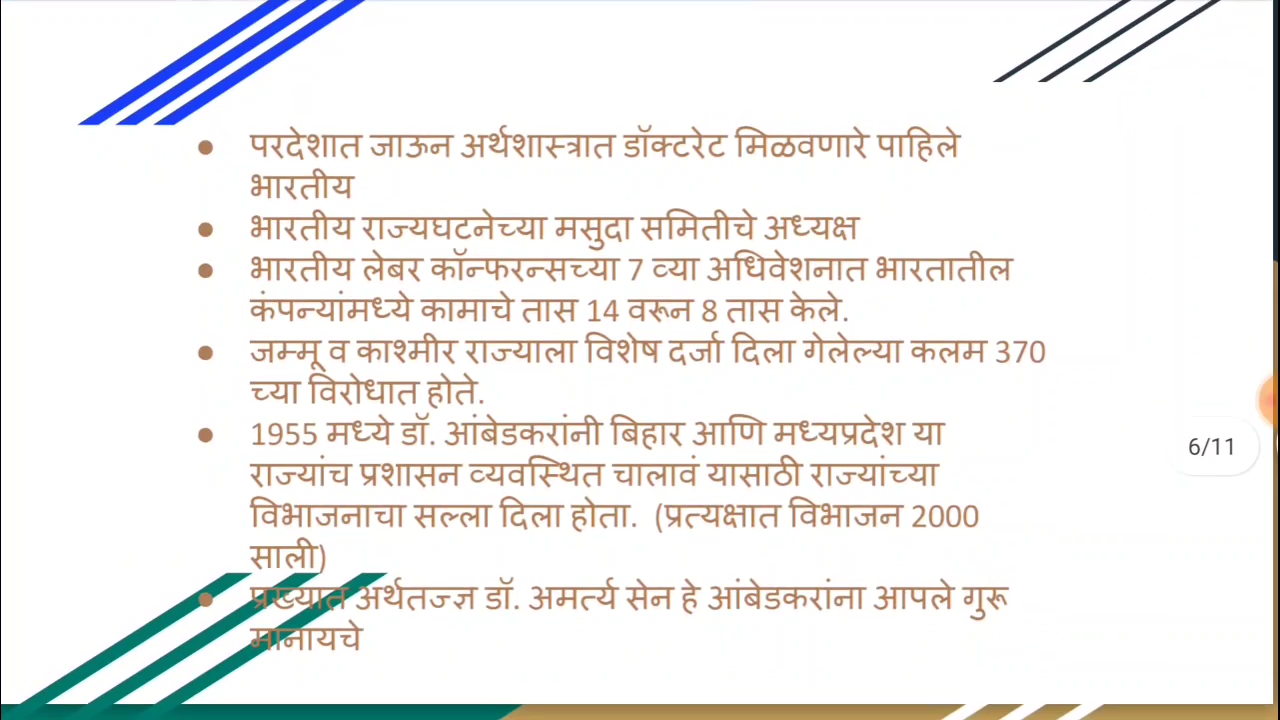 ● परदेशात जाऊन अर्थशास्त्रात डॉक्टरेट मिळवणारे पाहिले
भारतीय
● भारतीय राज्यघटनेच्या मसुदा समितीचे अध्यक्ष
● भारतीय लेबर कॉन्फरन्सच्या 7 व्या अधिवेशनात भारतातील
कंपन्यांमध्ये कामाचे तास 14 वरून 8 तास केले.
● जम्मू व काश्मीर राज्याला विशेष दर्जा दिला गेलेल्या कलम 370
च्या विरोधात होते.
● 1955 मध्ये डॉ. आंबेडकरांनी बिहार आणि मध्यप्रदेश या
राज्यांच प्रशासन व्यवस्थित चालावं यासाठी राज्यांच्या
विभाजनाचा सल्ला दिला होता. (प्रत्यक्षात विभाजन 2000
साली)
● प्रख्यात अर्थतज्ज्ञ डॉ. अमर्त्य सेन हे आंबेडकरांना आपले गुरू
मानायचे
6/11